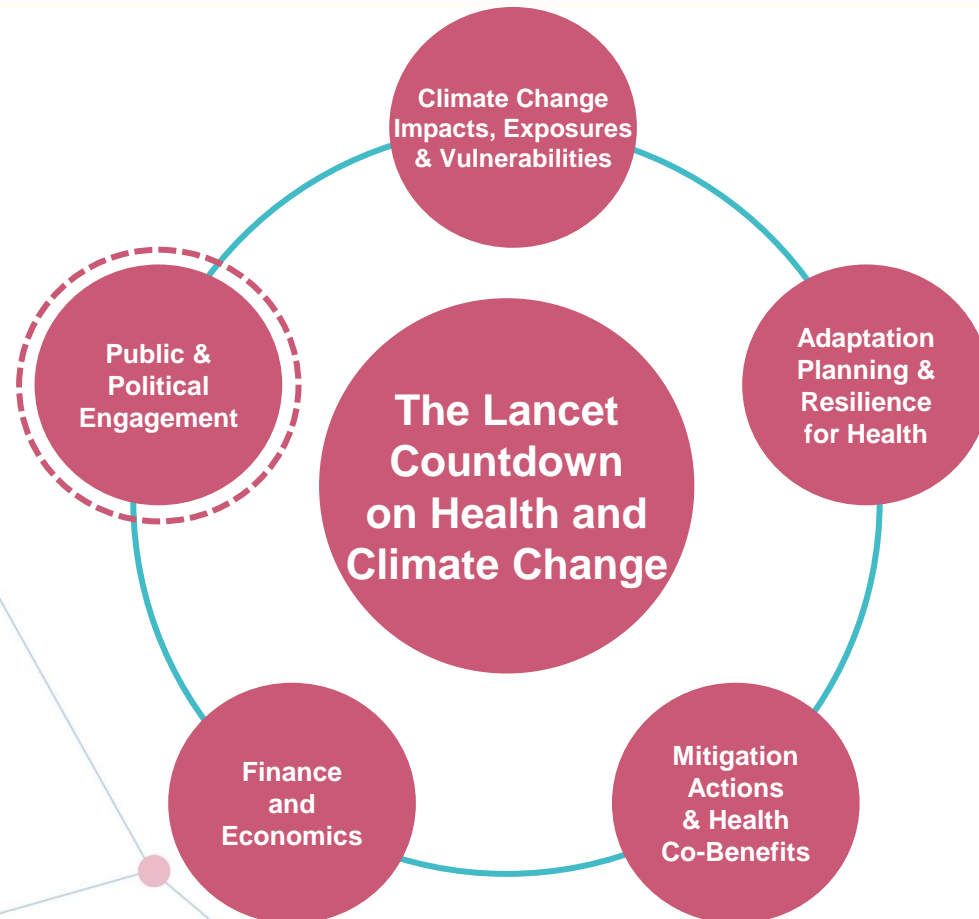 Climate Change
Impacts, Exposures
& Vulnerabilities
Public &
Political
Engagement
Adaptation
Planning &
Resilience
for Health
The Lancet
Countdown
on Health and
Climate Change
Finance
and
Economics
Mitigation
Actions
& Health
Co-Benefits